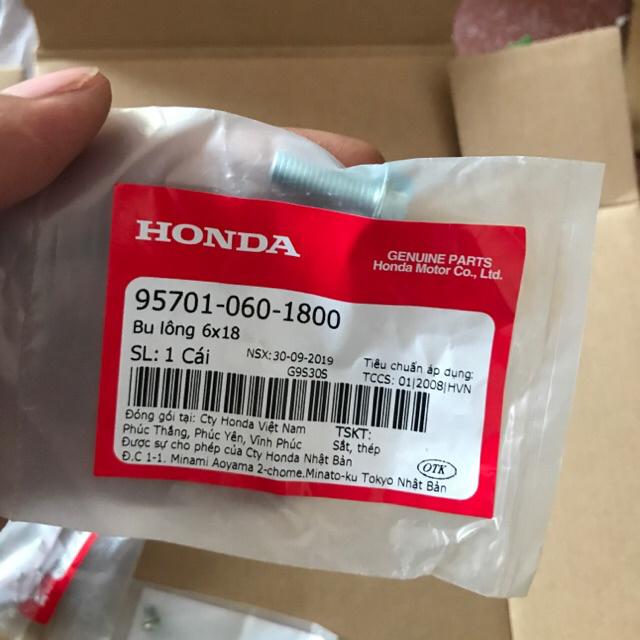 HONDA
GENUINE PARTS
Honda Motor Co., Ltd.
95701-060-1800
Bu lông 6x18
SL: 1 Cái
NSX:30-09-2019
G9S30S
Tiêu chuẩn áp dụng:
TCCS: 01|2008|HVN
Đóng gói tại: Cty Honda Việt Nam
Phúc Thắng, Phúc Yên, Vĩnh Phúc
TSKT:
Sắt, thép
Được sự cho phép của Cty Honda Nhật Bản
Đ.C 1-1. Minami Aoyama 2-chome.Minato-ku Tokyo Nhật Bản
OTK